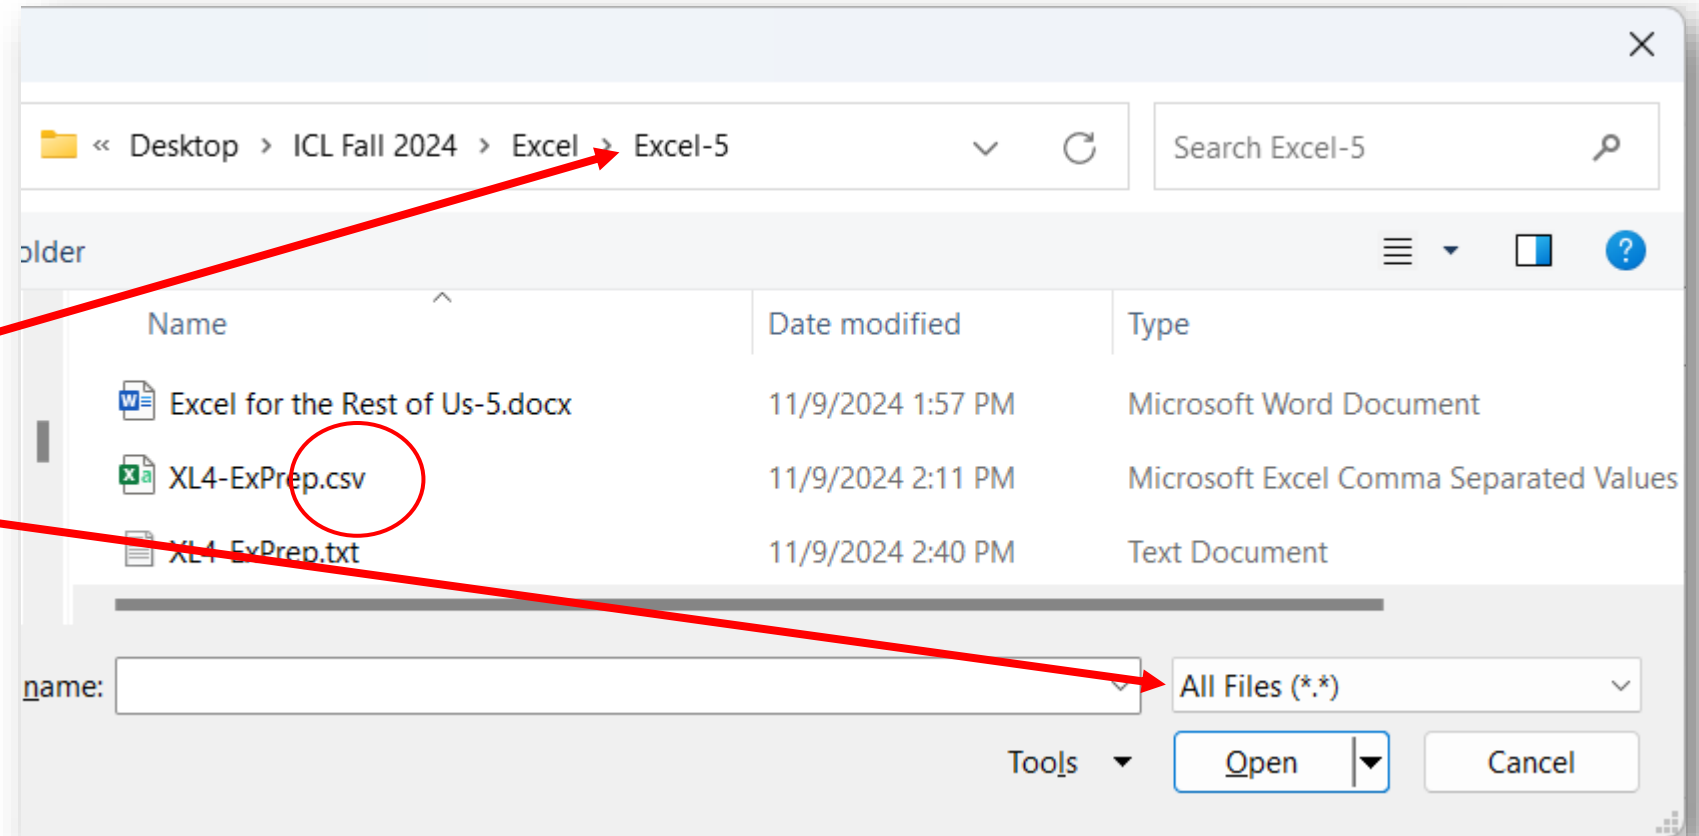 « Desktop > ICL Fall 2024 > Excel > Excel-5
Search Excel-5
older
Name Date modified Type
Excel for the Rest of Us-5.docx 11/9/2024 1:57 PM Microsoft Word Document
XL4-ExPrep.csv 11/9/2024 2:11 PM Microsoft Excel Comma Separated Values
XL4-ExPrep.txt 11/9/2024 2:40 PM Text Document
name: All Files (*.*)
Tools Open Cancel